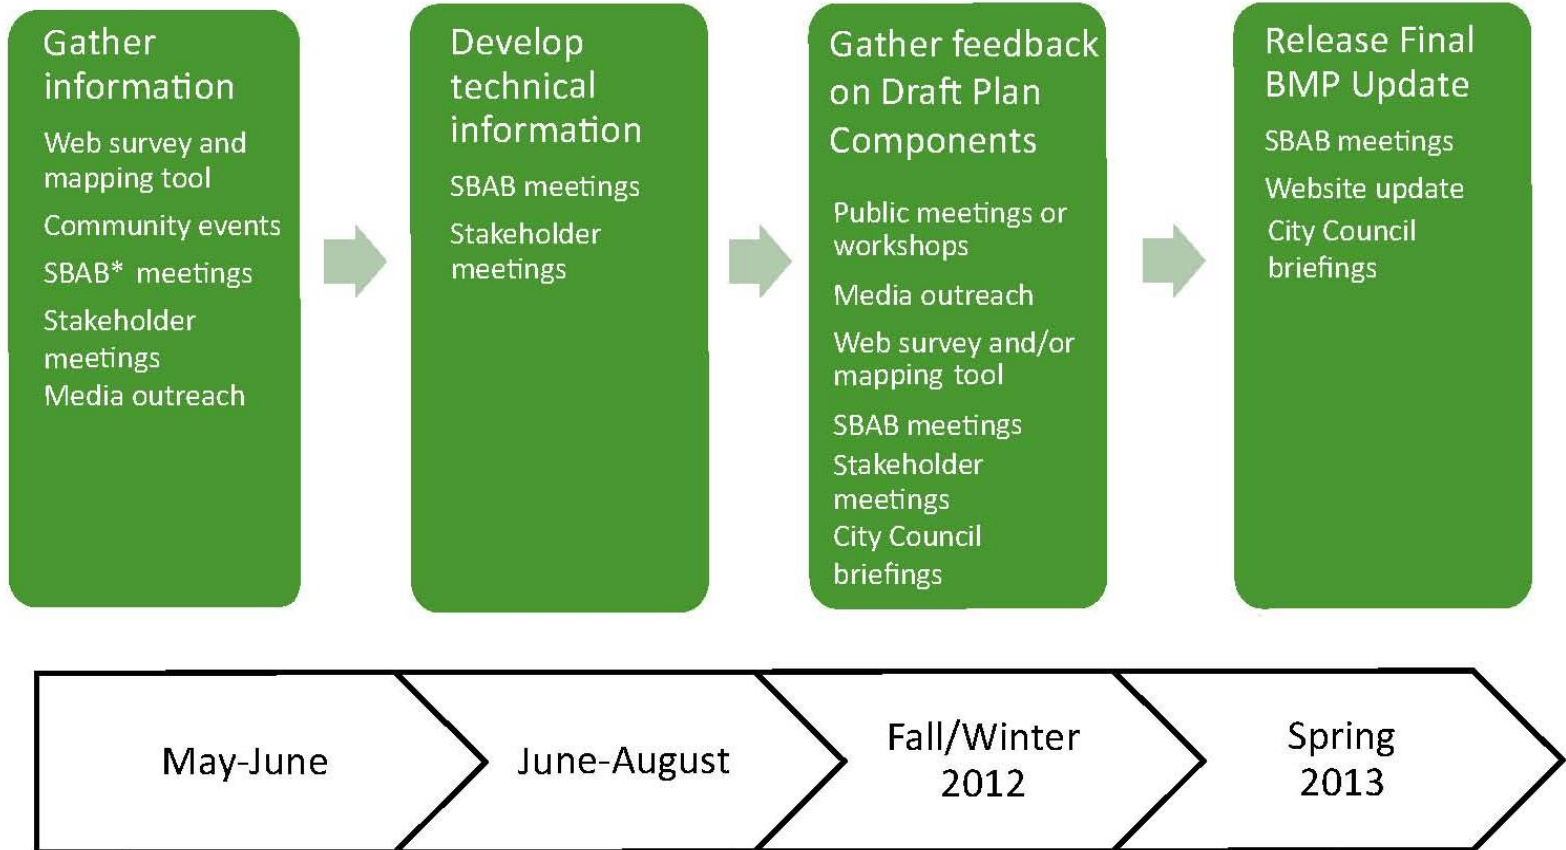 Gather
information
Web survey and
mapping tool
Community events
SBAB* meetings
Stakeholder
meetings
Media outreach
Develop
technical
information
SBAB meetings
Stakeholder
meetings
Gather feedback
on Draft Plan
Components
Public meetings or
workshops
Media outreach
Web survey and/or
mapping tool
SBAB meetings
Stakeholder
meetings
City Council
briefings
Release Final
BMP Update
SBAB meetings
Website update
City Council
briefings
May-June
June-August
Fall/Winter
2012
Spring
2013